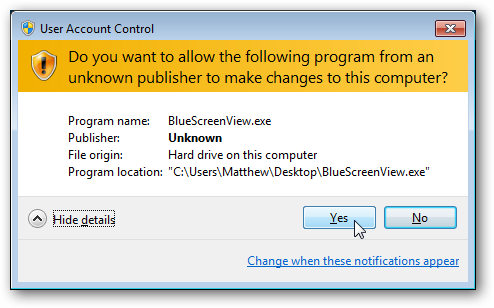 User Account Control
Do you want to allow the following program from an
unknown publisher to make changes to this computer?
Program name: BlueScreenView.exe
Publisher: Unknown
File origin: Hard drive on this computer
Program location: "C:\Users\Matthew\Desktop\BlueScreenView.exe"
Hide details Yes No
Change when these notifications appear